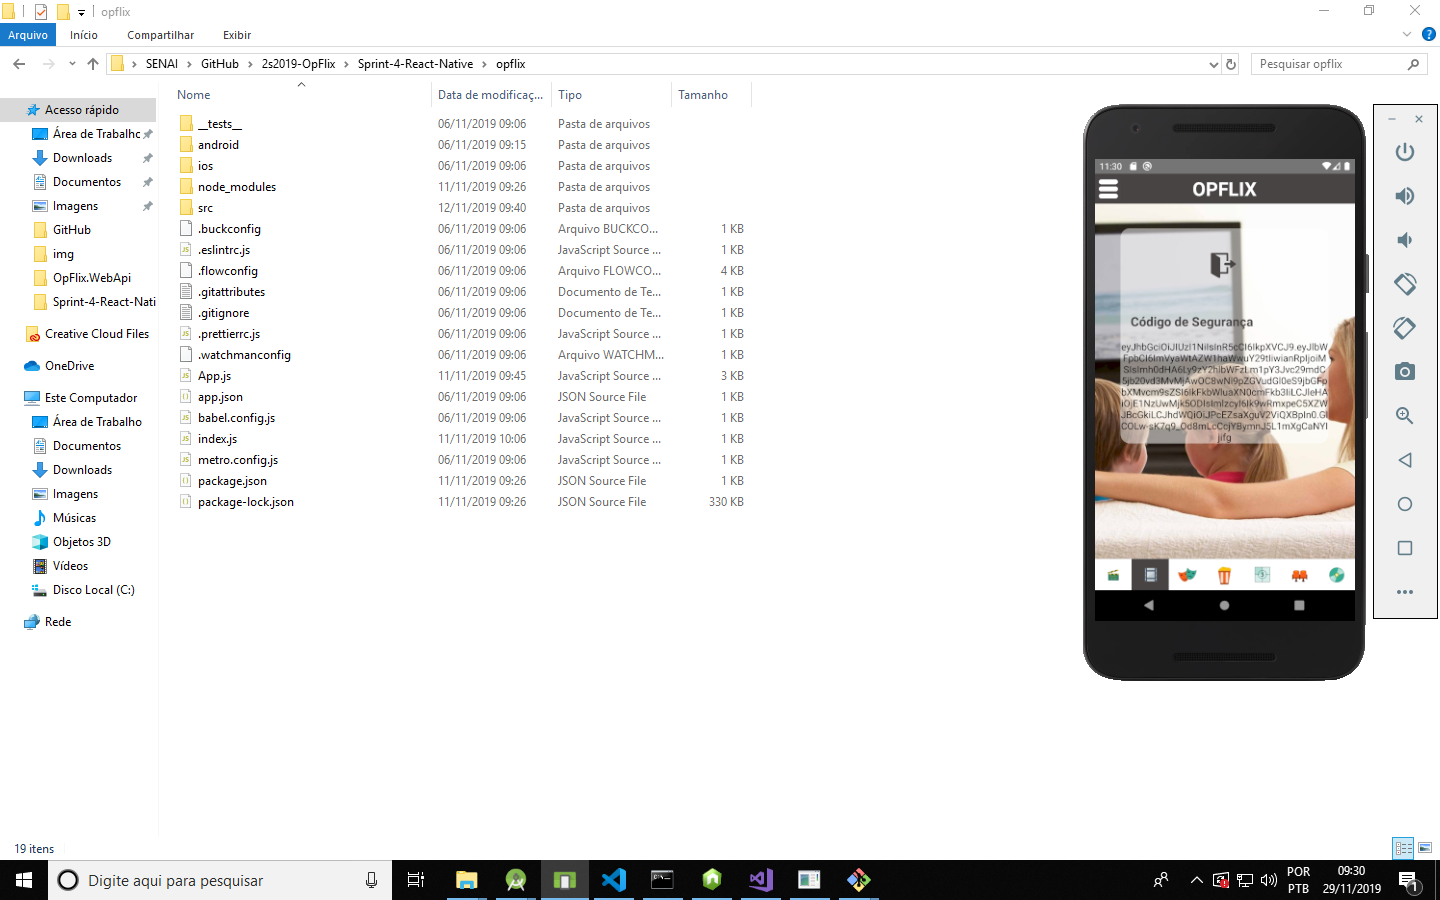 opflix
Arquivo
Início
Compartilhar
Exibir
SENAI
GitHub
2s2019-OpFlix
Sprint-4-React-Native
opflix
Pesquisar opflix
Nome
Data de modificaç...
Tipo
Tamanho
Acesso rápido
Área de Trabalho
Downloads
Documentos
Imagens
GitHub
img
OpFlix.WebApi
Sprint-4-React-Nati
Creative Cloud Files
OneDrive
Este Computador
Área de Trabalho
Documentos
Downloads
Imagens
Músicas
Objetos 3D
Vídeos
Disco Local (C:)
Rede
__tests__ 06/11/2019 09:06 Pasta de arquivos
android 06/11/2019 09:15 Pasta de arquivos
ios 06/11/2019 09:06 Pasta de arquivos
node_modules 11/11/2019 09:26 Pasta de arquivos
src 12/11/2019 09:40 Pasta de arquivos
.buckconfig 06/11/2019 09:06 Arquivo BUCKCO... 1 KB
.eslintrc.js 06/11/2019 09:06 JavaScript Source ... 1 KB
.flowconfig 06/11/2019 09:06 Arquivo FLOWCO... 4 KB
.gitattributes 06/11/2019 09:06 Documento de Te... 1 KB
.gitignore 06/11/2019 09:06 Documento de Te... 1 KB
.prettierrc.js 06/11/2019 09:06 JavaScript Source ... 1 KB
.watchmanconfig 06/11/2019 09:06 Arquivo WATCHM... 1 KB
App.js 11/11/2019 09:45 JavaScript Source ... 3 KB
app.json 06/11/2019 09:06 JSON Source File 1 KB
babel.config.js 06/11/2019 09:06 JavaScript Source ... 1 KB
index.js 11/11/2019 10:06 JavaScript Source ... 1 KB
metro.config.js 06/11/2019 09:06 JavaScript Source ... 1 KB
package.json 11/11/2019 09:26 JSON Source File 1 KB
package-lock.json 11/11/2019 09:26 JSON Source File 330 KB
11:30
OPFLIX
Código de Segurança
19 itens
Digite aqui para pesquisar
POR
PTB
09:30
29/11/2019
1